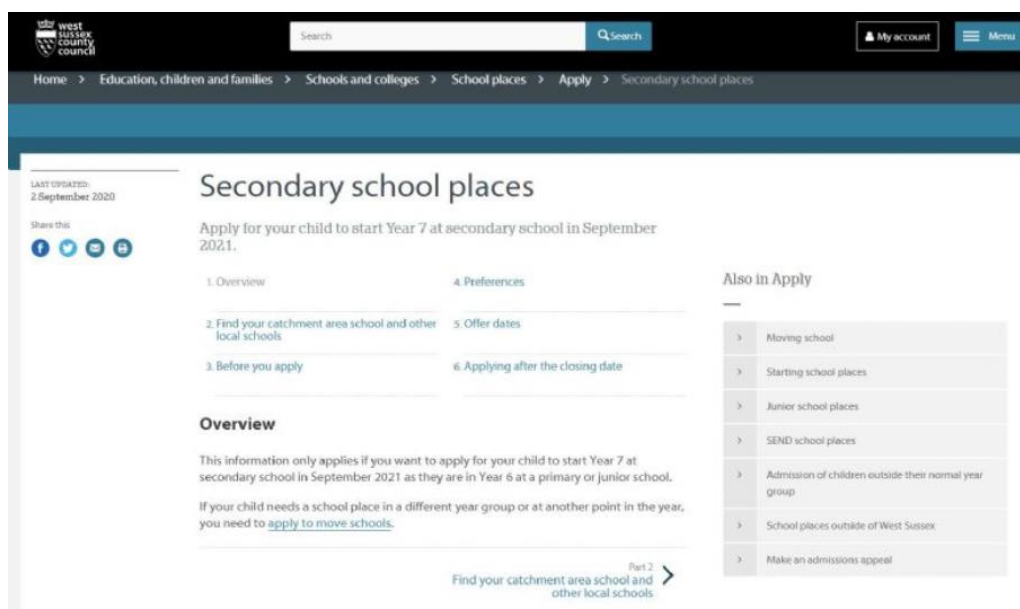 west
sussex
county
council
Search
Search
My account
Menu
Home > Education, children and families > Schools and colleges > School places > Apply > Secondary school places
LAST UPDATED:
2 September 2020
Share this
Secondary school places
Apply for your child to start Year 7 at secondary school in September
2021.
1. Overview
2. Find your catchment area school and other
local schools
3. Before you apply
4. Preferences
5. Offer dates
6. Applying after the closing date
Overview
This information only applies if you want to apply for your child to start Year 7 at
secondary school in September 2021 as they are in Year 6 at a primary or junior school.
If your child needs a school place in a different year group or at another point in the year,
you need to apply to move schools.
Part 2
Find your catchment area school and
other local schools
Also in Apply
> Moving school
> Starting school places
> Junior school places
> SEND school places
> Admission of children outside their normal year
group
> School places outside of West Sussex
> Make an admissions appeal